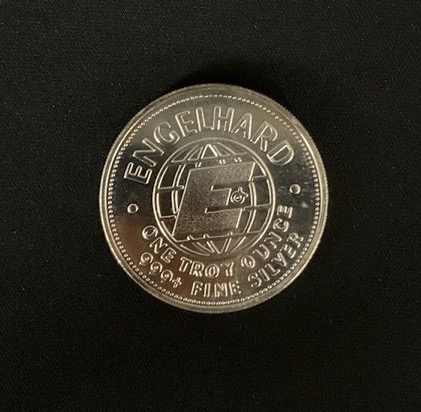 ENGELHARD
E
ONE TROY OUNCE
999+ FINE SILVER